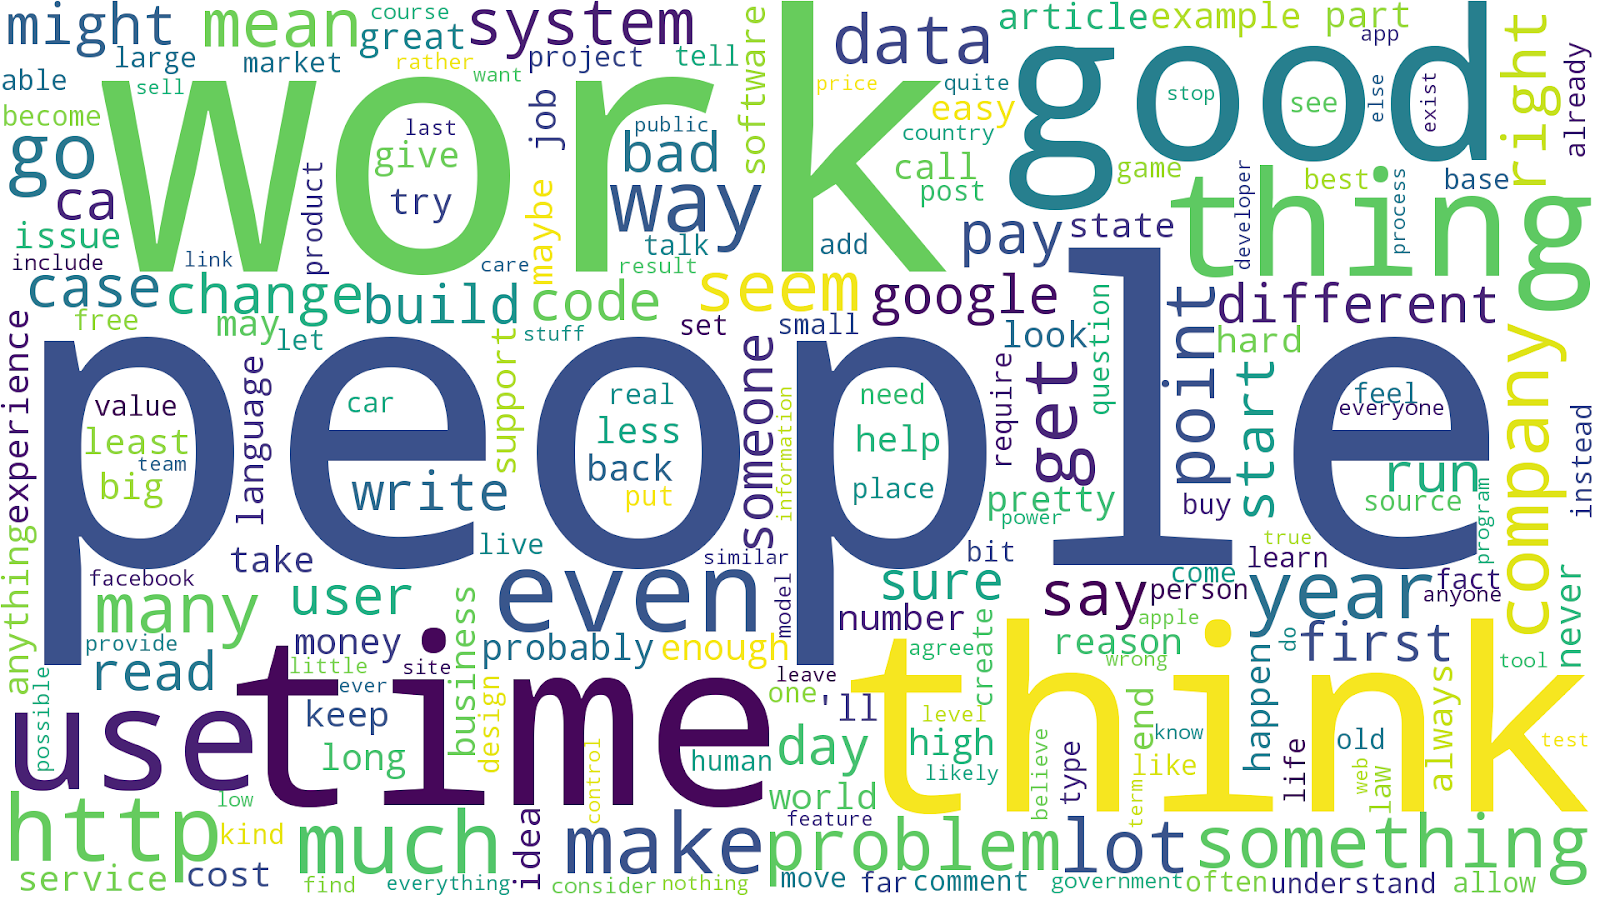 might
mean
course
great
system
data
article
example
part
app
right
already
able
large
market
rather
want
project
tell
software
price
quite
easy
country
stop
see
else
exist
sell
become
work
last
give
try
job
public
bad
good
go
ca
call
post
game
best
base
process
developer
thing
issue
include
link
product
care
maybe
way
talk
result
add
pay
state
case
change
build
code
seem
google
look
point
different
hard
company
free
may
let
support
stuff
set
small
someone
question
experience
language
people
value
least
team
big
car
write
real
less
back
put
information
need
help
place
require
get
pretty
power
buy
start
feel
everyone
run
source
program
instead
anything
facebook
take
live
similar
bit
true
learn
many
user
even
model
sure
number
say
person
come
year
fact
anyone
never
provide
money
business
probably
enough
agree
create
apple
reason
wrong
do
first
tool
possible
read
little
site
ever
keep
long
design
time
leave
one
'll
level
high
likely
think
believe
type
end
like
term
know
happen
life
old
web
law
always
test
use
control
human
day
world
feature
http
low
kind
much
idea
make
problem
lot
something
service
cost
find
everything
consider
nothing
move
far
comment
government
often
understand
allow